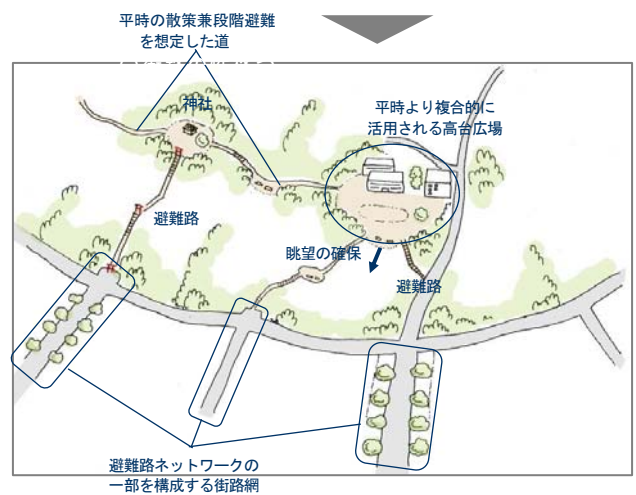 平時の散策兼段階避難
を想定した道
神社
平時より複合的に
活用される高台広場
避難路
眺望の確保
避難路
避難路ネットワークの
一部を構成する街路網